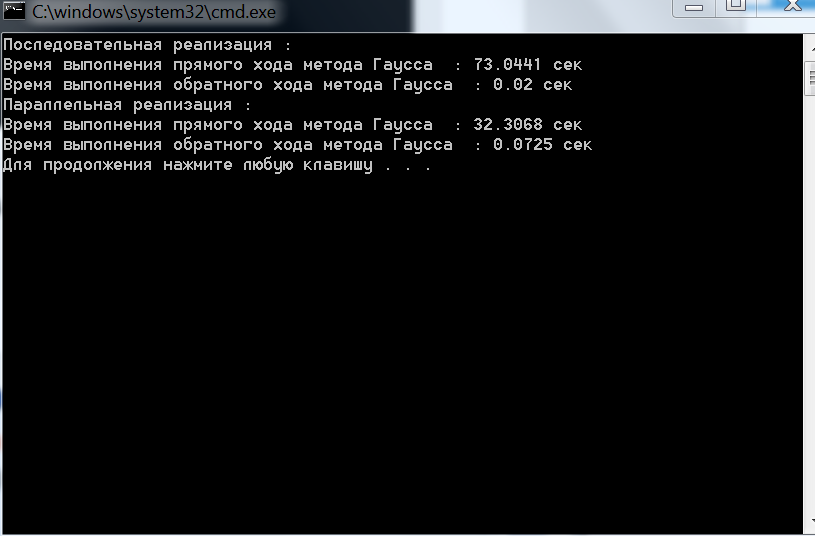 C:\windows\system32\cmd.exe
Последовательная реализация :
Время выполнения прямого хода метода Гаусса  : 73.0441 сек
Время выполнения обратного хода метода Гаусса  : 0.02 сек
Параллельная реализация :
Время выполнения прямого хода метода Гаусса  : 32.3068 сек
Время выполнения обратного хода метода Гаусса  : 0.0725 сек
Для продолжения нажмите любую клавишу . . .